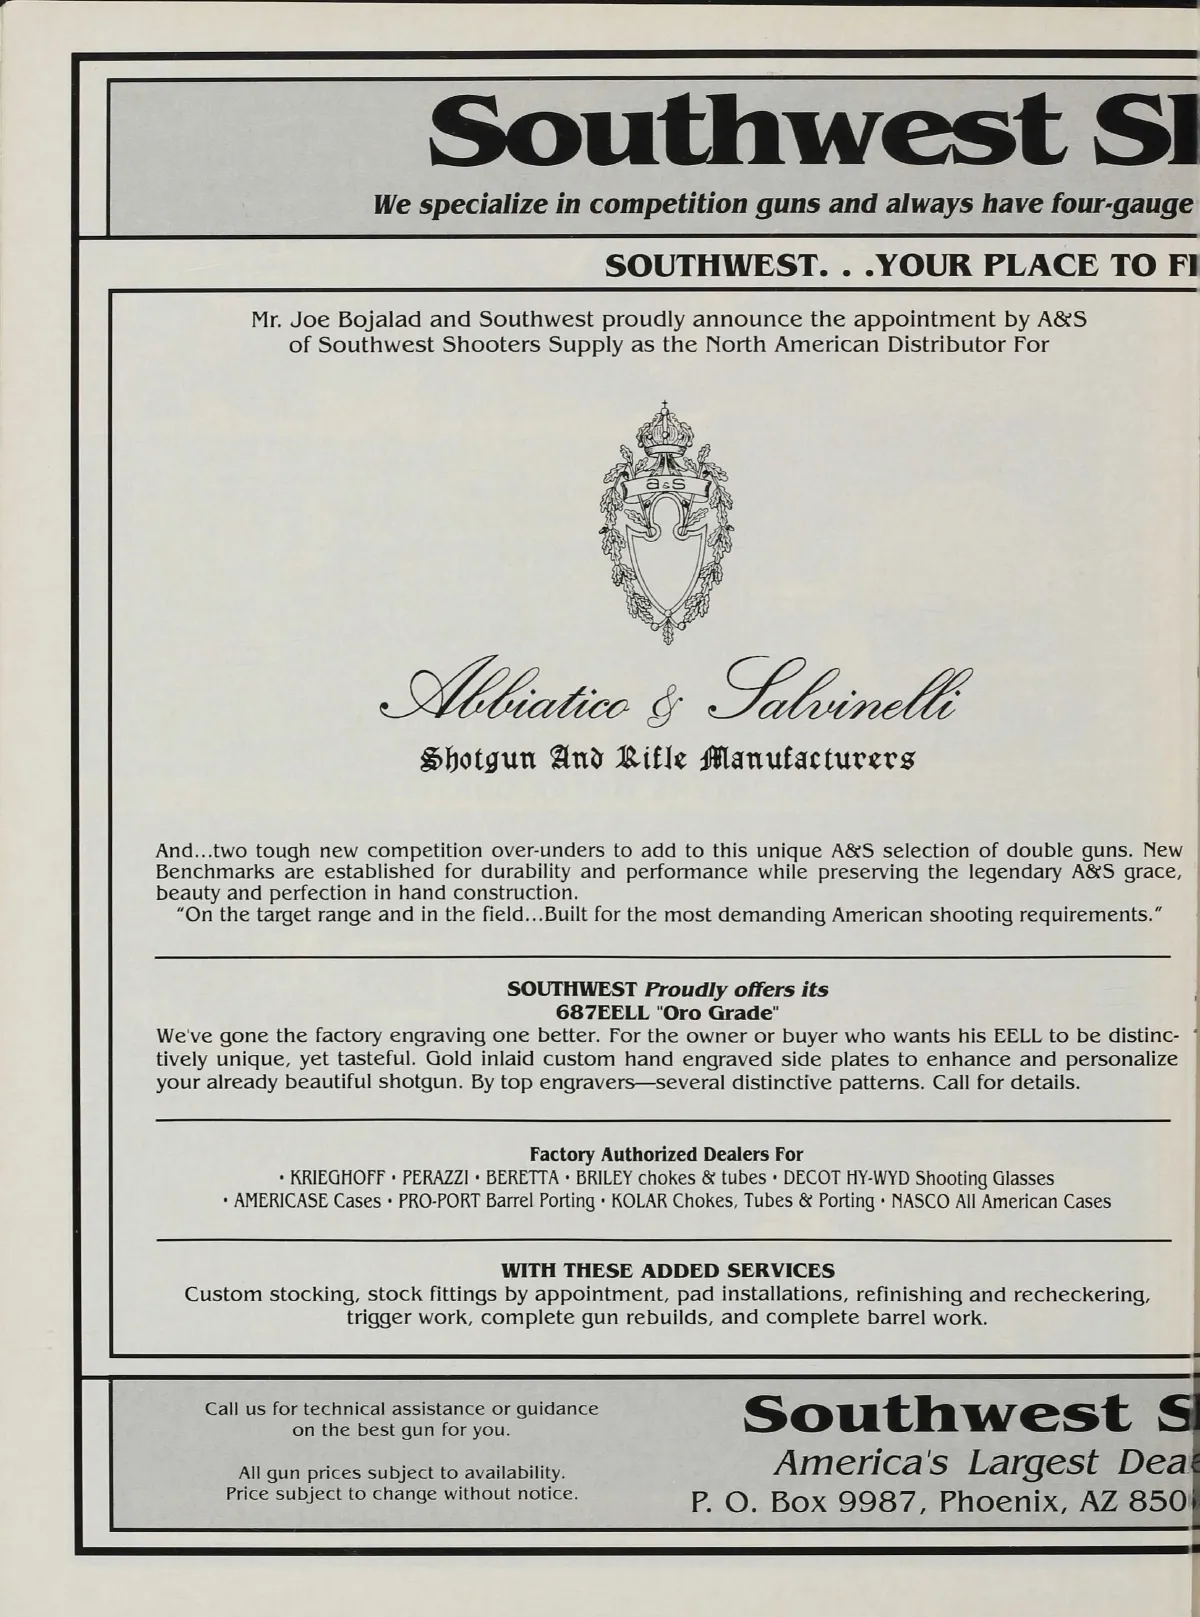 Southwest
We specialize in competition guns and always have four-gauge
SOUTHWEST. . .YOUR PLACE TO
Mr. Joe Bojalad and Southwest proudly announce the appointment by A&S
of Southwest Shooters Supply as the North American Distributor For
a&s
Abbiatico & Salvinelli
Shotgun And Rifle Manufacturers
And...two tough new competition over-unders to add to this unique A&S selection of double guns. New
Benchmarks are established for durability and performance while preserving the legendary A&S grace,
beauty and perfection in hand construction.
"On the target range and in the field...Built for the most demanding American shooting requirements."
SOUTHWEST Proudly offers its
687EELL "Oro Grade"
We've gone the factory engraving one better. For the owner or buyer who wants his EELL to be distinc-
tively unique, yet tasteful. Gold inlaid custom hand engraved side plates to enhance and personalize
your already beautiful shotgun. By top engravers—several distinctive patterns. Call for details.
Factory Authorized Dealers For
• KRIEGHOFF • PERAZZI • BERETTA • BRILEY chokes & tubes • DECOT HY-WYD Shooting Glasses
• AMERICASE Cases • PRO-PORT Barrel Porting • KOLAR Chokes, Tubes & Porting • NASCO All American Cases
WITH THESE ADDED SERVICES
Custom stocking, stock fittings by appointment, pad installations, refinishing and recheckering,
trigger work, complete gun rebuilds, and complete barrel work.
Call us for technical assistance or guidance
on the best gun for you.
All gun prices subject to availability.
Price subject to change without notice.
Southwest
America's Largest
P. O. Box 9987, Phoenix, AZ 850